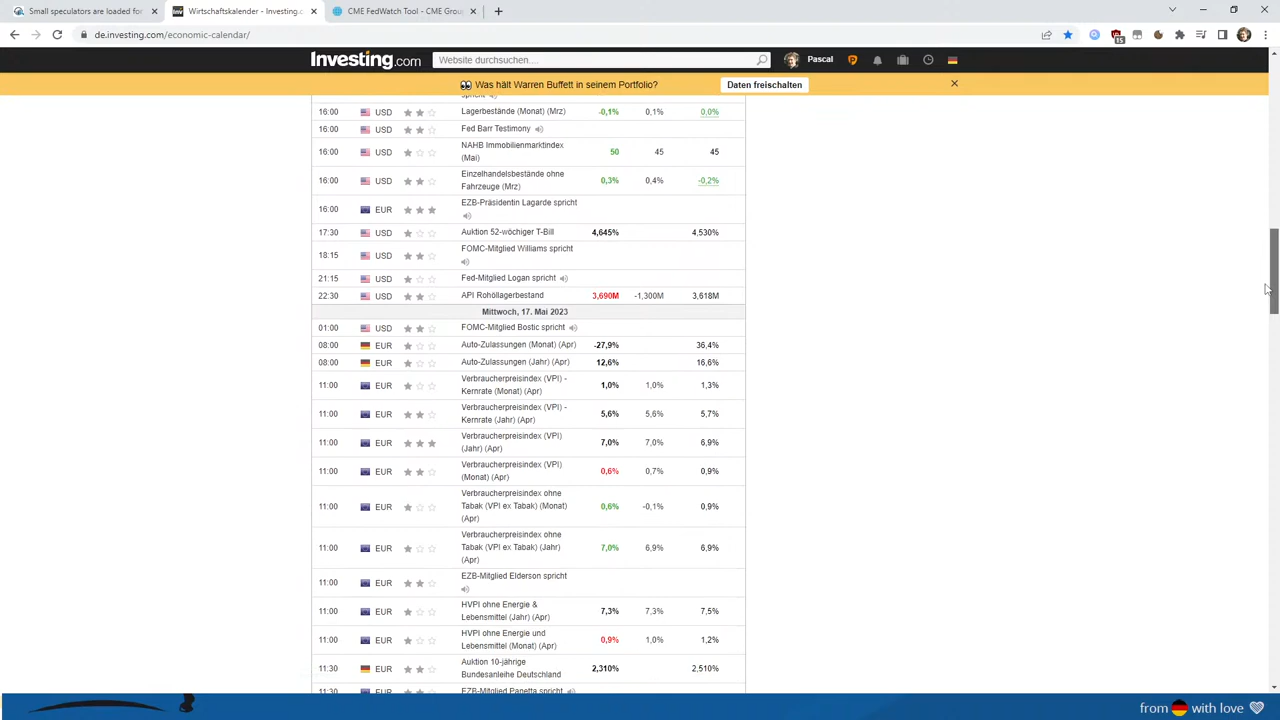 Small speculators are loaded for
Wirtschaftskalender - Investing.c
CME FedWatch Tool - CME Grou
de.investing.com/economic-calendar/
15
Investing.com
Website durchsuchen....
Pascal
Was hält Warren Buffett in seinem Portfolio?
Daten freischalten
16:00 USD Lagerbestände (Monat) (Mrz) -0,1% 0,1% 0,0%
16:00 USD Fed Barr Testimony
16:00 USD NAHB Immobilienmarktindex 50 45 45
(Mai)
16:00 USD Einzelhandelsbestände ohne 0,3% 0,4% -0,2%
Fahrzeuge (Mrz)
16:00 EUR EZB-Präsidentin Lagarde spricht
17:30 USD Auktion 52-wöchiger T-Bill 4,645% 4,530%
18:15 USD FOMC-Mitglied Williams spricht
21:15 USD Fed-Mitglied Logan spricht
22:30 USD API Rohöllagerbestand 3,690M -1,300M 3,618M
Mittwoch, 17. Mai 2023
01:00 USD FOMC-Mitglied Bostic spricht
08:00 EUR Auto-Zulassungen (Monat) (Apr) -27,9% 36,4%
08:00 EUR Auto-Zulassungen (Jahr) (Apr) 12,6% 16,6%
11:00 EUR Verbraucherpreisindex (VPI) - 1,0% 1,0% 1,3%
Kernrate (Monat) (Apr)
11:00 EUR Verbraucherpreisindex (VPI) - 5,6% 5,6% 5,7%
Kernrate (Jahr) (Apr)
11:00 EUR Verbraucherpreisindex (VPI) 7,0% 7,0% 6,9%
(Jahr) (Apr)
11:00 EUR Verbraucherpreisindex (VPI) 0,6% 0,7% 0,9%
(Monat) (Apr)
11:00 EUR Verbraucherpreisindex ohne 0,6% -0,1% 0,9%
Tabak (VPI ex Tabak) (Monat)
(Apr)
11:00 EUR Verbraucherpreisindex ohne 7,0% 6,9% 6,9%
Tabak (VPI ex Tabak) (Jahr)
(Apr)
11:00 EUR EZB-Mitglied Elderson spricht
11:00 EUR HVPI ohne Energie & 7,3% 7,3% 7,5%
Lebensmittel (Jahr) (Apr)
11:00 EUR HVPI ohne Energie und 0,9% 1,0% 1,2%
Lebensmittel (Monat) (Apr)
11:30 EUR Auktion 10-jährige 2,310% 2,510%
Bundesanleihe Deutschland
11:30 EUR EZB-Mitglied Panetta spricht
from with love